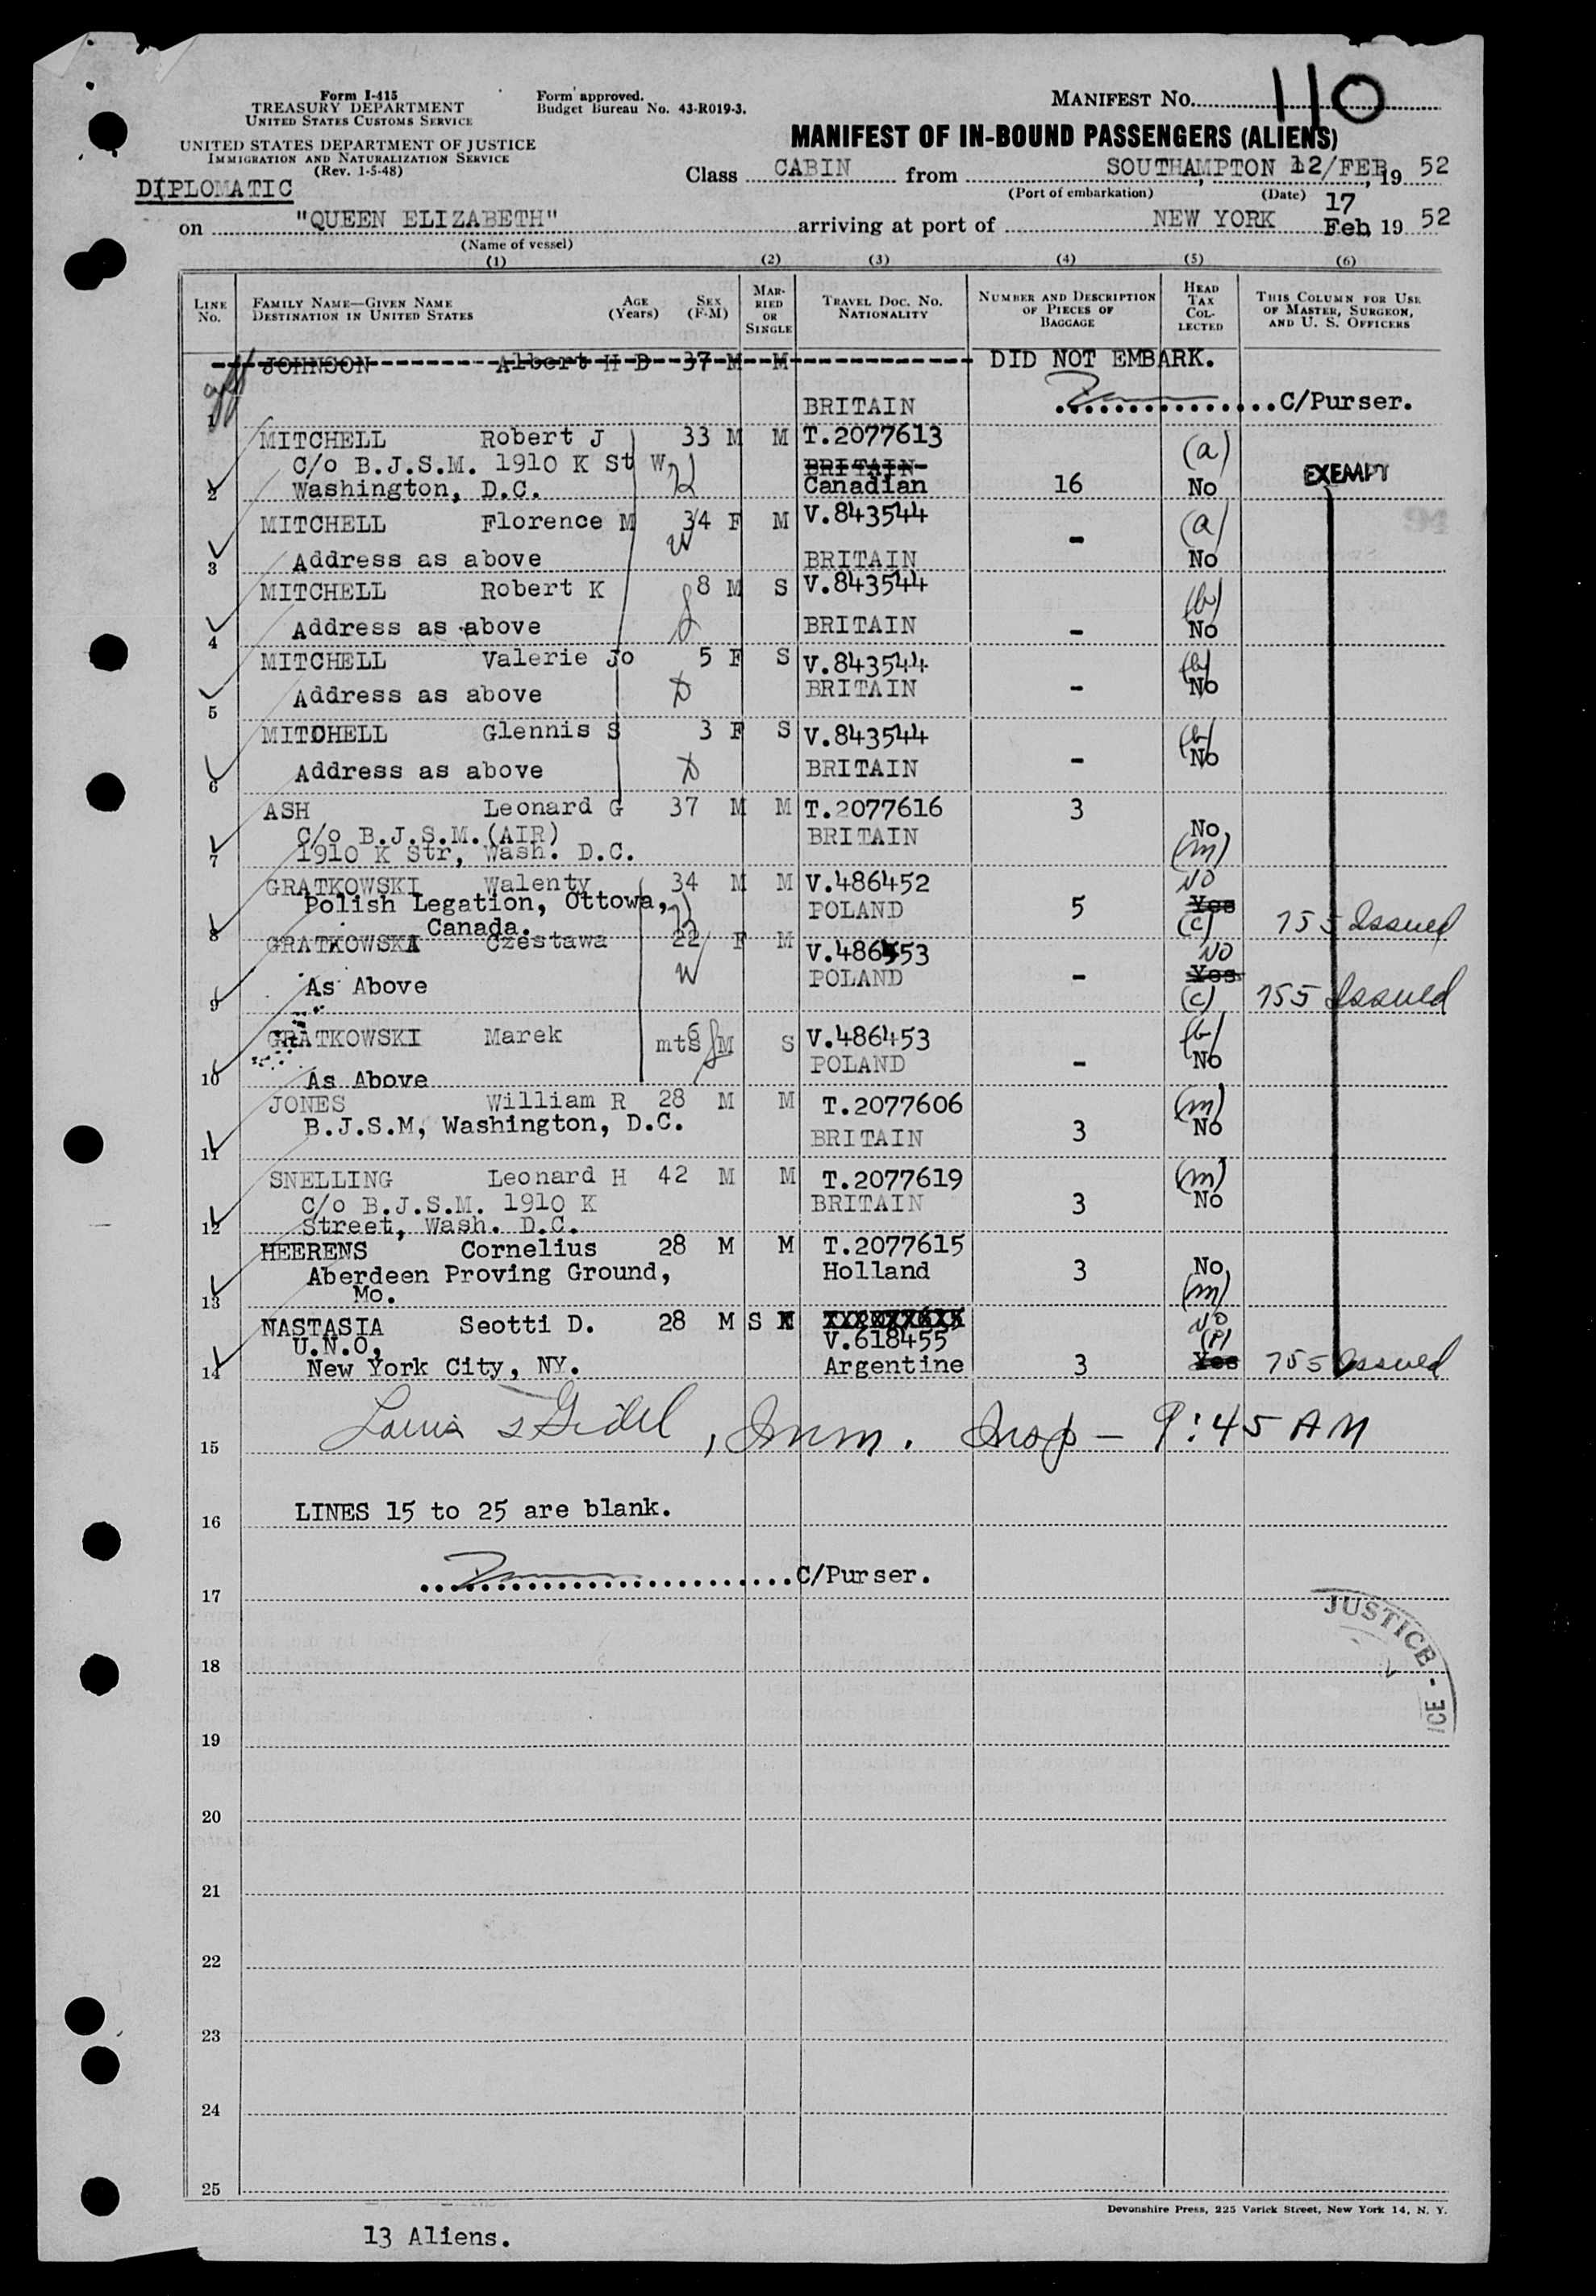 Form I-415
TREASURY DEPARTMENT
UNITED STATES CUSTOMS SERVICE
UNITED STATES DEPARTMENT OF JUSTICE
IMMIGRATION AND NATURALIZATION SERVICE
(Rev. 1-5-48)
Form approved.
Budget Bureau No. 43-R019-3.
MANIFEST No. 110
MANIFEST OF IN-BOUND PASSENGERS (ALIENS)
DIPLOMATIC
Class CABIN from SOUTHAMPTON, 12/FEB, 19 52
(Port of embarkation) (Date)
on "QUEEN ELIZABETH" arriving at port of NEW YORK 17 Feb 19 52
(Name of vessel)
(1) (2) (3) (4) (5) (6)
LINE No. FAMILY NAME—GIVEN NAME DESTINATION IN UNITED STATES AGE (Years) SEX (F-M) MARRIED OR SINGLE TRAVEL DOC. NO. NATIONALITY NUMBER AND DESCRIPTION OF PIECES OF BAGGAGE HEAD TAX COLLECTED THIS COLUMN FOR USE OF MASTER, SURGEON, AND U. S. OFFICERS
JOHNSON Albert H D 37 M M DID NOT EMBARK.
1 BRITAIN C/Purser.
MITCHELL Robert J 33 M M T.2077613 (a)
C/o B.J.S.M. 1910 K St W. BRITAIN EXEMPT
2 Washington, D.C. Canadian 16 No
MITCHELL Florence M 34 F M V.843544 (a)
W -
3 Address as above BRITAIN No
MITCHELL Robert K 8 M S V.843544 (b)
4 Address as above BRITAIN - No
MITCHELL Valerie Jo 5 F S V.843544 (b)
5 Address as above BRITAIN - No
MITCHELL Glennis S 3 F S V.843544 (b)
No
6 Address as above BRITAIN -
ASH Leonard G 37 M M T.2077616 3
C/o B.J.S.M.(AIR) BRITAIN No
7 1910 K Str, Wash. D.C. (m)
GRATKOWSKI Walenty 34 M M V.486452 NO
Polish Legation, Ottowa, POLAND 5 Yes
8 Canada. (c) 755 Issued
GRATKOWSKA Czestawa 22 F M V.486453 NO
W POLAND - Yes
9 As Above (c) 755 Issued
GRATKOWSKI Marek 6 mts M S V.486453 (b)
POLAND - No
10 As Above
JONES William R 28 M M T.2077606 (m)
B.J.S.M, Washington, D.C. BRITAIN 3 No
11
SNELLING Leonard H 42 M M T.2077619 (m)
C/o B.J.S.M. 1910 K BRITAIN 3 No
12 Street, Wash. D.C.
HEERENS Cornelius 28 M M T.2077615
Aberdeen Proving Ground, Holland 3 No
13 Mo. (m)
NASTASIA Seotti D. 28 M S NO
U.N.O, V.618455 (P)
14 New York City, NY. Argentine 3 Yes 755 Issued
15 Louis S Gidel, Imm. Insp — 9:45 AM
16 LINES 15 to 25 are blank.
17 C/Purser.
JUSTICE -
ICE
18
19
20
21
22
23
24
25
Devonshire Press, 225 Varick Street, New York 14, N. Y.
13 Aliens.